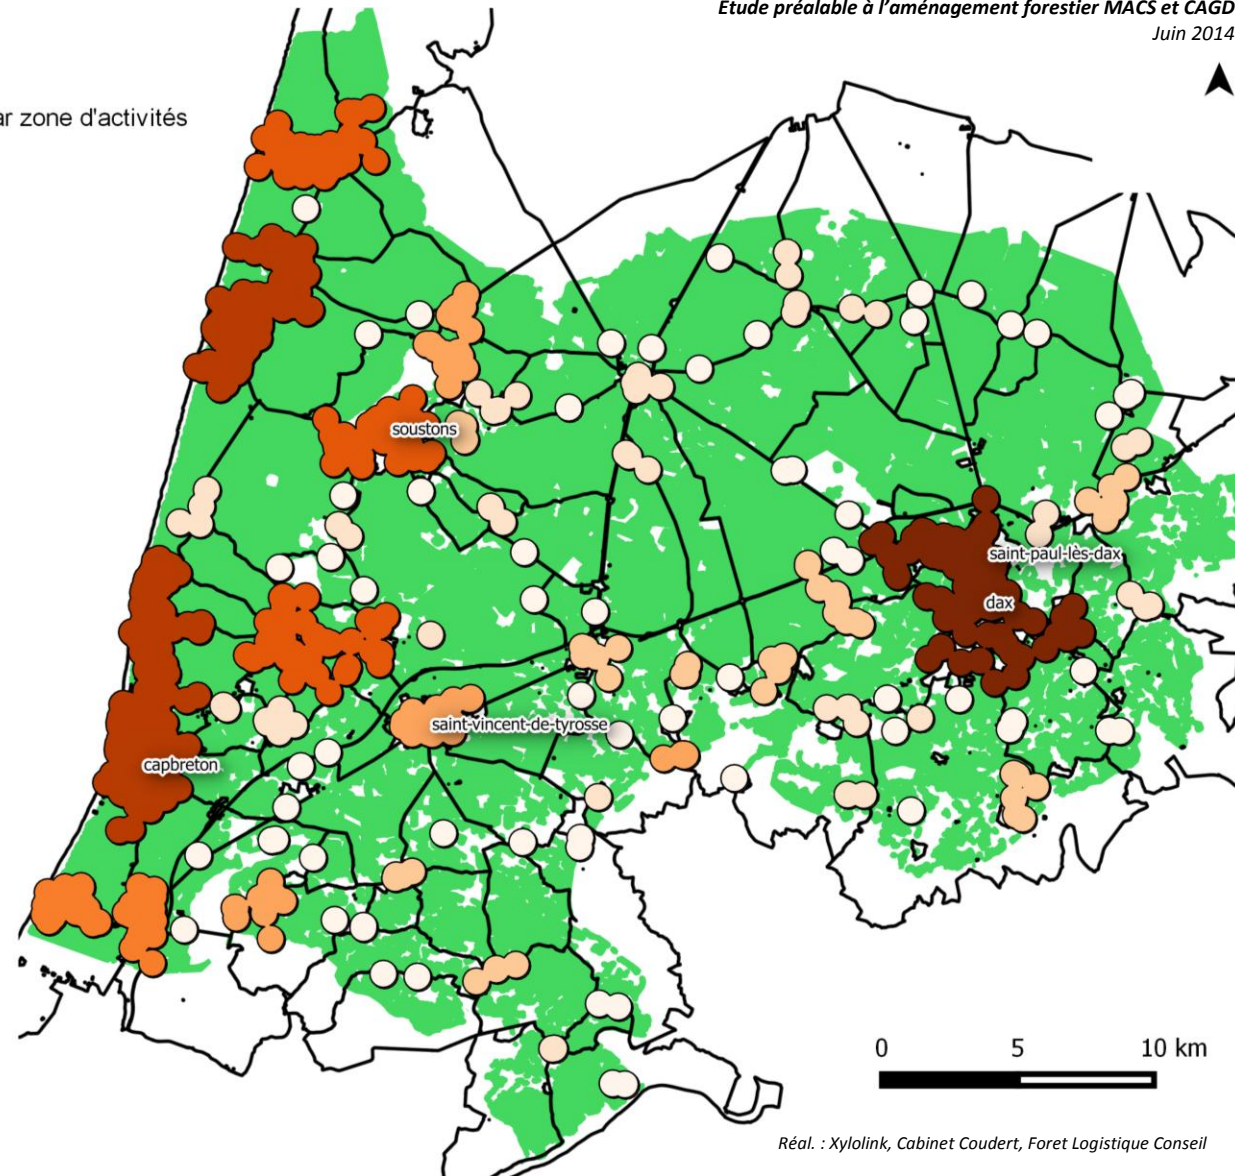 Etude préalable à l'aménagement forestier MACS et CAGD
Juin 2014
ar zone d'activités
soustons
saint-paul-lès-dax
dax
saint-vincent-de-tyrosse
capbreton
0 5 10 km
Réal. : Xylolink, Cabinet Coudert, Foret Logistique Conseil